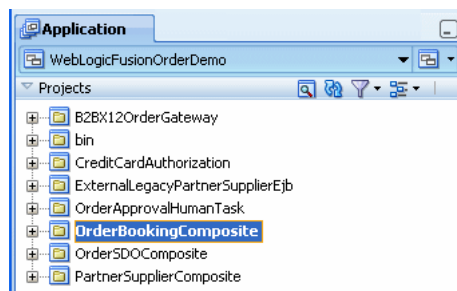 Application
WebLogicFusionOrderDemo
Projects
B2BX12OrderGateway
bin
CreditCardAuthorization
ExternalLegacyPartnerSupplierEjb
OrderApprovalHumanTask
OrderBookingComposite
OrderSDOComposite
PartnerSupplierComposite